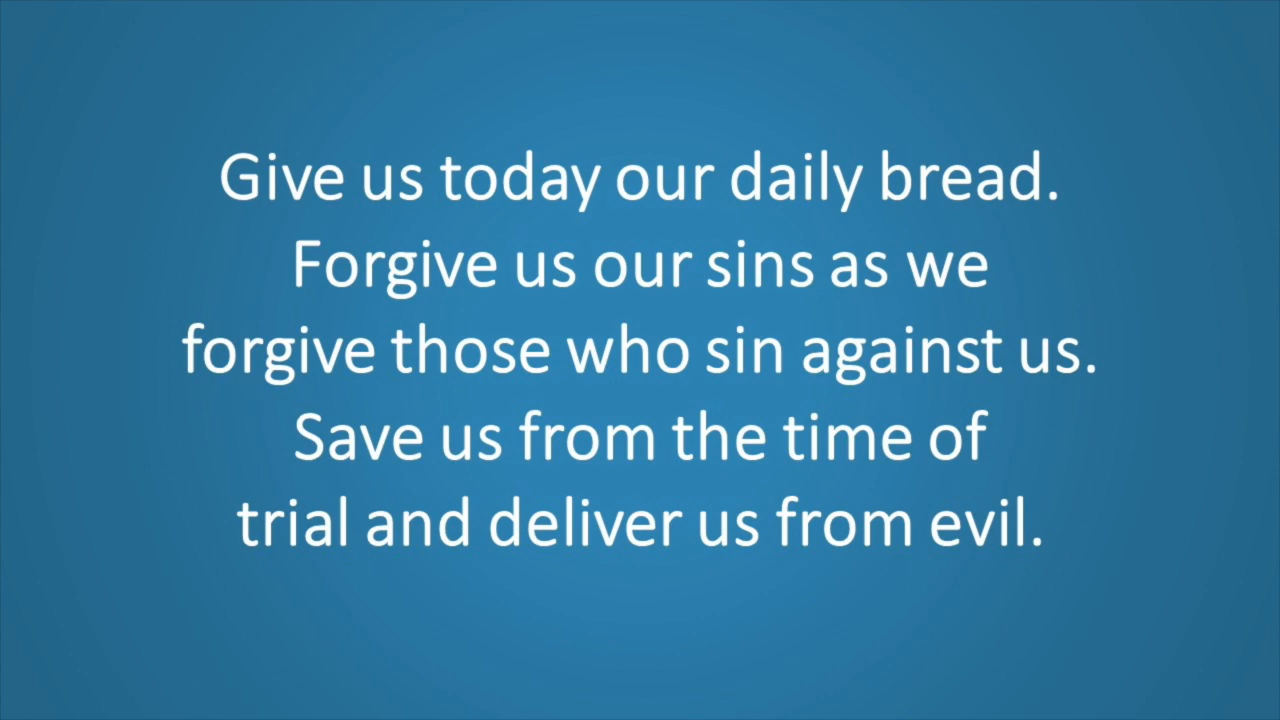 Give us today our daily bread.
Forgive us our sins as we
forgive those who sin against us.
Save us from the time of
trial and deliver us from evil.